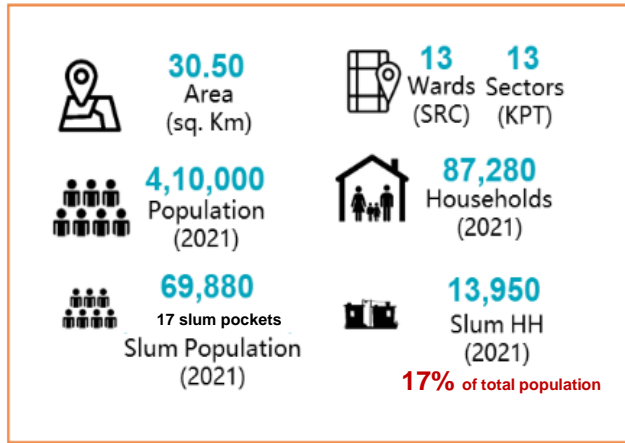 30.50
Area
(sq. Km)
13
Wards
(SRC)
13
Sectors
(KPT)
4,10,000
Population
(2021)
87,280
Households
(2021)
69,880
17 slum pockets
Slum Population
(2021)
13,950
Slum HH
(2021)
17% of total population